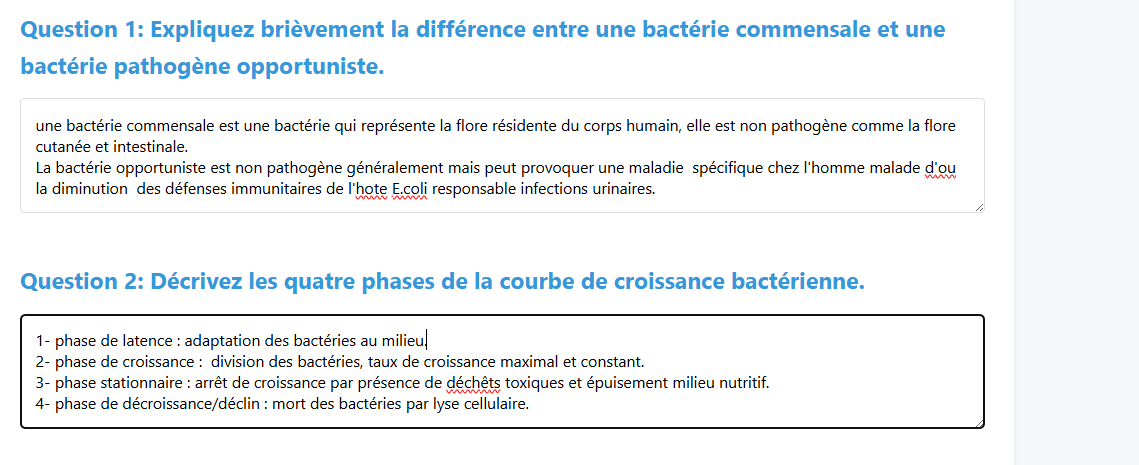 Question 1: Expliquez brièvement la différence entre une bactérie commensale et une
bactérie pathogène opportuniste.
une bactérie commensale est une bactérie qui représente la flore résidente du corps humain, elle est non pathogène comme la flore
cutanée et intestinale.
La bactérie opportuniste est non pathogène généralement mais peut provoquer une maladie  spécifique chez l'homme malade d'ou
la diminution  des défenses immunitaires de l'hote E.coli responsable infections urinaires.
Question 2: Décrivez les quatre phases de la courbe de croissance bactérienne.
1- phase de latence : adaptation des bactéries au milieu.
2- phase de croissance :  division des bactéries, taux de croissance maximal et constant.
3- phase stationnaire : arrêt de croissance par présence de déchêts toxiques et épuisement milieu nutritif.
4- phase de décroissance/déclin : mort des bactéries par lyse cellulaire.